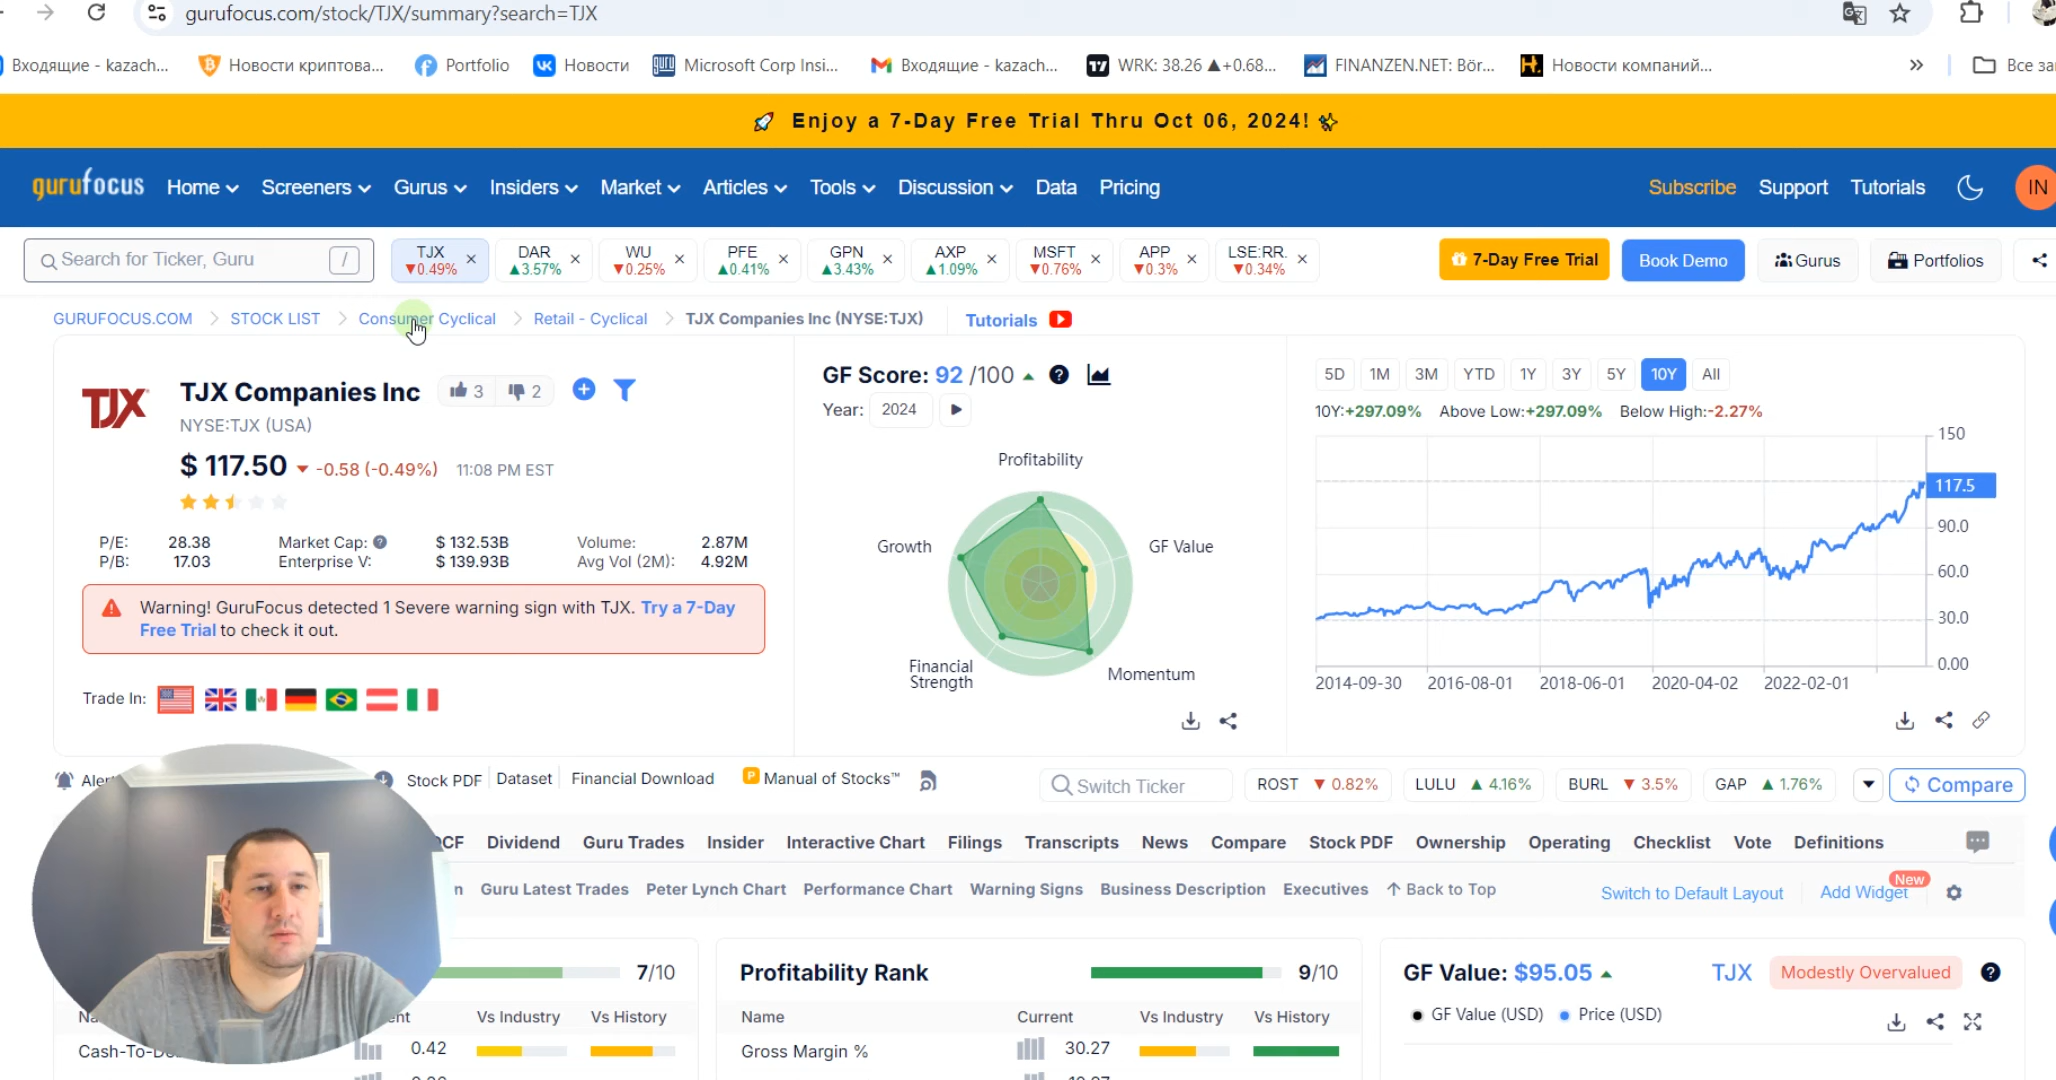 gurufocus.com/stock/TJX/summary?search=TJX
Входящие - kazach...
Новости криптова...
Portfolio
Новости
Microsoft Corp Insi...
Входящие - kazach...
WRK: 38.26 ▲+0.68...
FINANZEN.NET: Bör...
Новости компаний...
»
Все за
Enjoy a 7-Day Free Trial Thru Oct 06, 2024!
gurufocus
Home
Screeners
Gurus
Insiders
Market
Articles
Tools
Discussion
Data
Pricing
Subscribe
Support
Tutorials
IN
Search for Ticker, Guru /
TJX ▼0.49% ×
DAR ▲3.57% ×
WU ▼0.25% ×
PFE ▲0.41% ×
GPN ▲3.43% ×
AXP ▲1.09% ×
MSFT ▼0.76% ×
APP ▼0.3% ×
LSE:RR. ▼0.34% ×
7-Day Free Trial
Book Demo
Gurus
Portfolios
GURUFOCUS.COM > STOCK LIST > Consumer Cyclical > Retail - Cyclical > TJX Companies Inc (NYSE:TJX)
Tutorials
TJX
TJX Companies Inc
3
2
NYSE:TJX (USA)
$ 117.50 ▼ -0.58 (-0.49%) 11:08 PM EST
P/E: 28.38 Market Cap: $ 132.53B Volume: 2.87M
P/B: 17.03 Enterprise V: $ 139.93B Avg Vol (2M): 4.92M
Warning! GuruFocus detected 1 Severe warning sign with TJX. Try a 7-Day
Free Trial to check it out.
Trade In:
GF Score: 92 /100 ▲
Year: 2024
Profitability
Growth
GF Value
Financial
Strength
Momentum
5D 1M 3M YTD 1Y 3Y 5Y 10Y All
10Y:+297.09% Above Low:+297.09% Below High:-2.27%
150
117.5
90.0
60.0
30.0
0.00
2014-09-30 2016-08-01 2018-06-01 2020-04-02 2022-02-01
Stock PDF
Dataset
Financial Download
P Manual of Stocks™
Switch Ticker
ROST ▼ 0.82%
LULU ▲ 4.16%
BURL ▼ 3.5%
GAP ▲ 1.76%
Compare
Dividend
Guru Trades
Insider
Interactive Chart
Filings
Transcripts
News
Compare
Stock PDF
Ownership
Operating
Checklist
Vote
Definitions
Guru Latest Trades
Peter Lynch Chart
Performance Chart
Warning Signs
Business Description
Executives
Back to Top
Switch to Default Layout
Add Widget
New
7/10
Vs Industry Vs History
0.42
Profitability Rank 9/10
Name Current Vs Industry Vs History
Gross Margin % 30.27
GF Value: $95.05 ▲ TJX Modestly Overvalued
GF Value (USD) Price (USD)